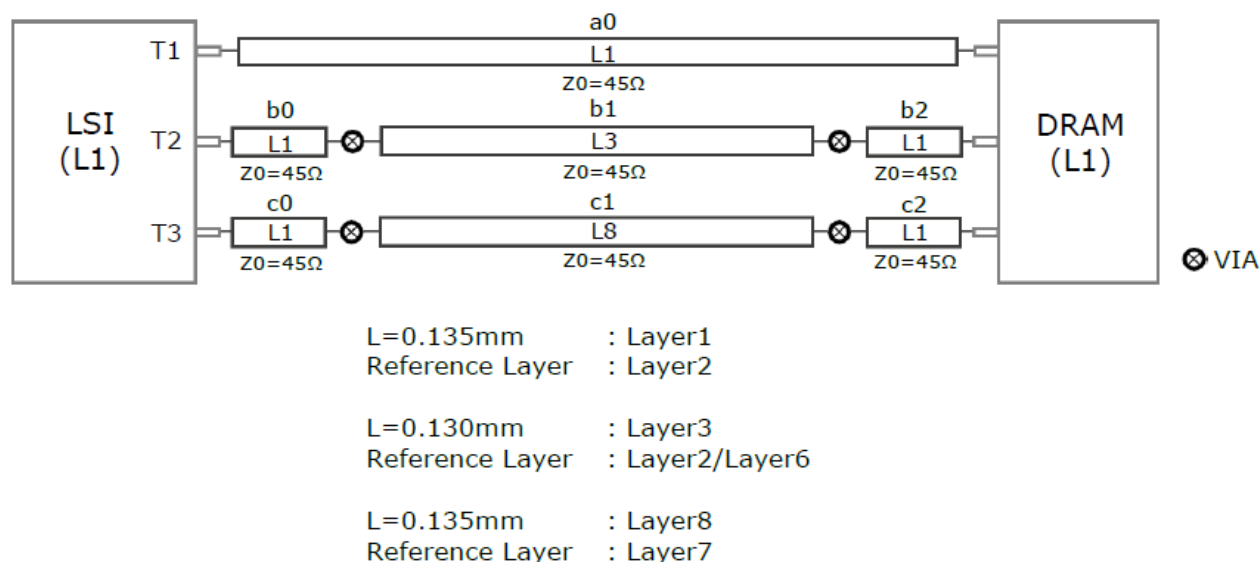 a0
T1 L1
Z0=45Ω
b0 b1 b2
LSI
(L1)
T2 L1 L3 L1
DRAM
(L1)
Z0=45Ω Z0=45Ω Z0=45Ω
c0 c1 c2
T3 L1 L8 L1
Z0=45Ω Z0=45Ω Z0=45Ω
VIA
L=0.135mm : Layer1
Reference Layer : Layer2
L=0.130mm : Layer3
Reference Layer : Layer2/Layer6
L=0.135mm : Layer8
Reference Layer : Layer7